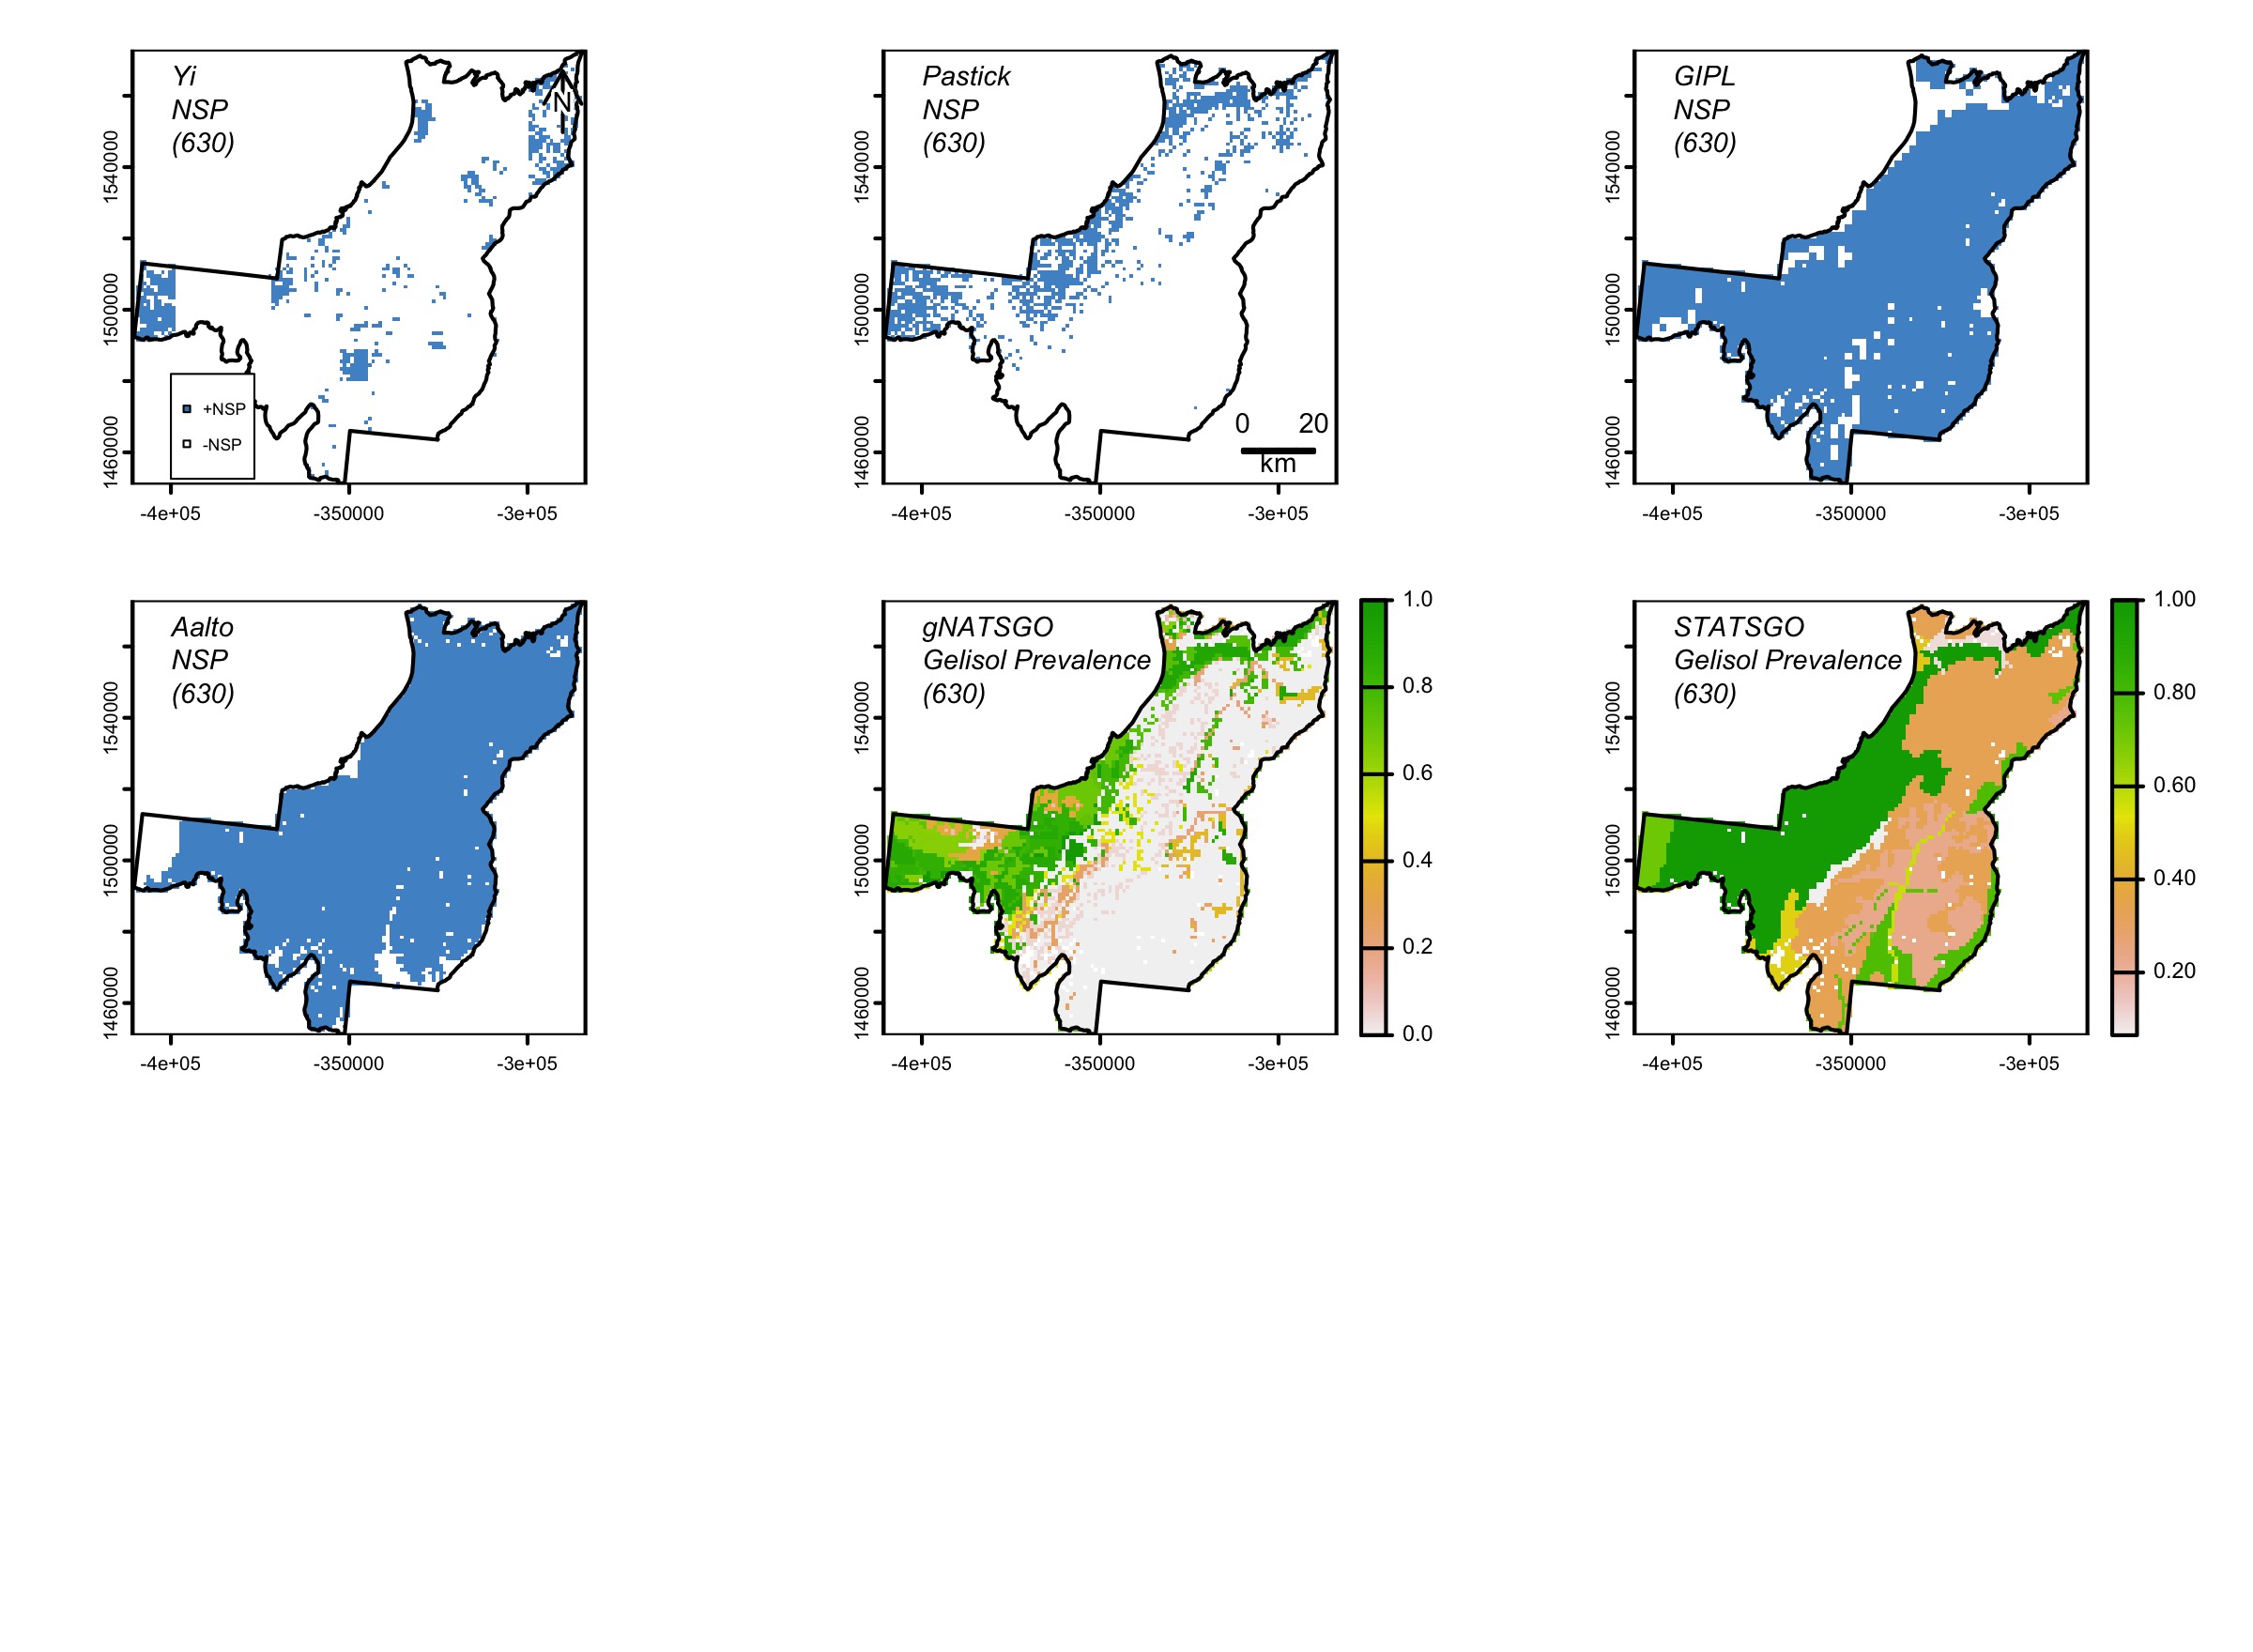 Yi
NSP
(630)
N
1540000
1500000
1460000
+NSP
-NSP
-4e+05
-350000
-3e+05
Pastick
NSP
(630)
1540000
1500000
1460000
0 20
km
-4e+05
-350000
-3e+05
GIPL
NSP
(630)
1540000
1500000
1460000
-4e+05
-350000
-3e+05
Aalto
NSP
(630)
1540000
1500000
1460000
-4e+05
-350000
-3e+05
gNATSGO
Gelisol Prevalence
(630)
1540000
1500000
1460000
-4e+05
-350000
-3e+05
1.0
0.8
0.6
0.4
0.2
0.0
STATSGO
Gelisol Prevalence
(630)
1540000
1500000
1460000
-4e+05
-350000
-3e+05
1.00
0.80
0.60
0.40
0.20